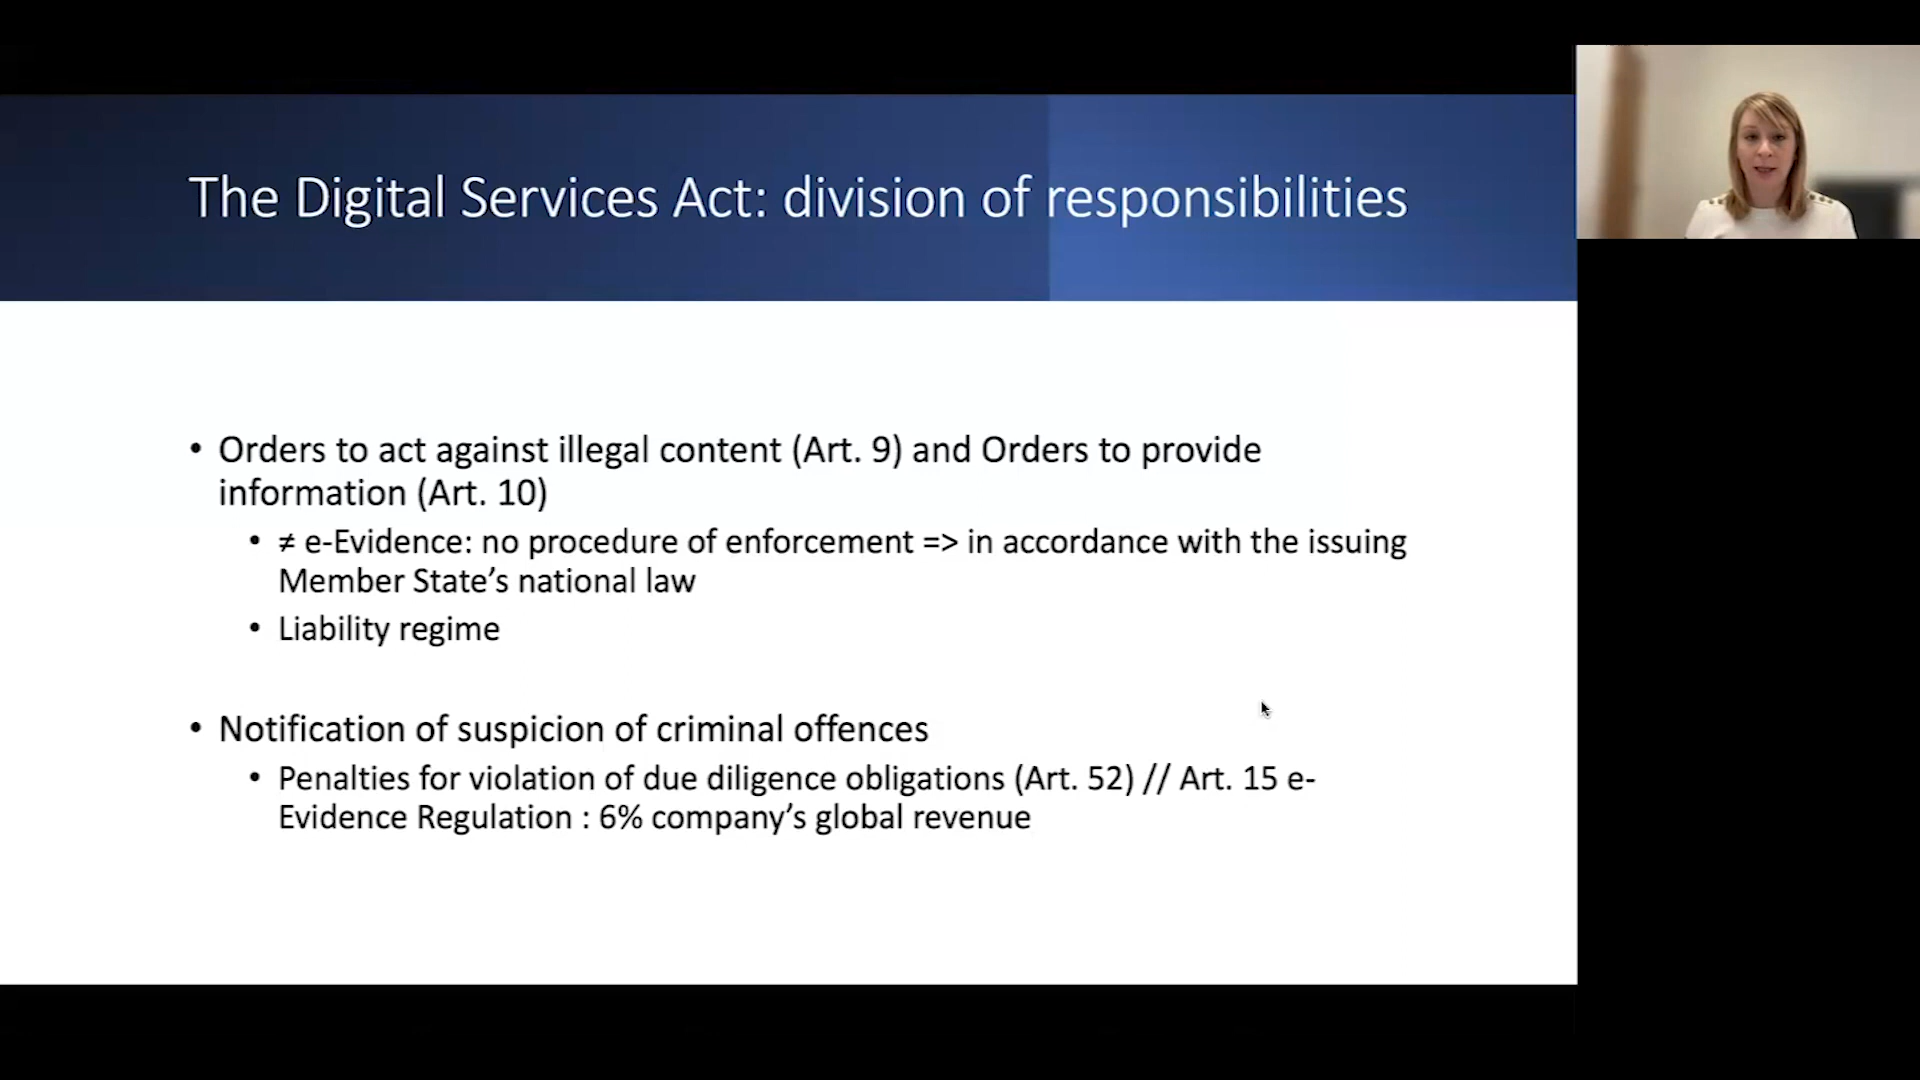 The Digital Services Act: division of responsibilities
• Orders to act against illegal content (Art. 9) and Orders to provide
information (Art. 10)
• ≠ e-Evidence: no procedure of enforcement => in accordance with the issuing
Member State’s national law
• Liability regime
• Notification of suspicion of criminal offences
• Penalties for violation of due diligence obligations (Art. 52) // Art. 15 e-
Evidence Regulation : 6% company’s global revenue